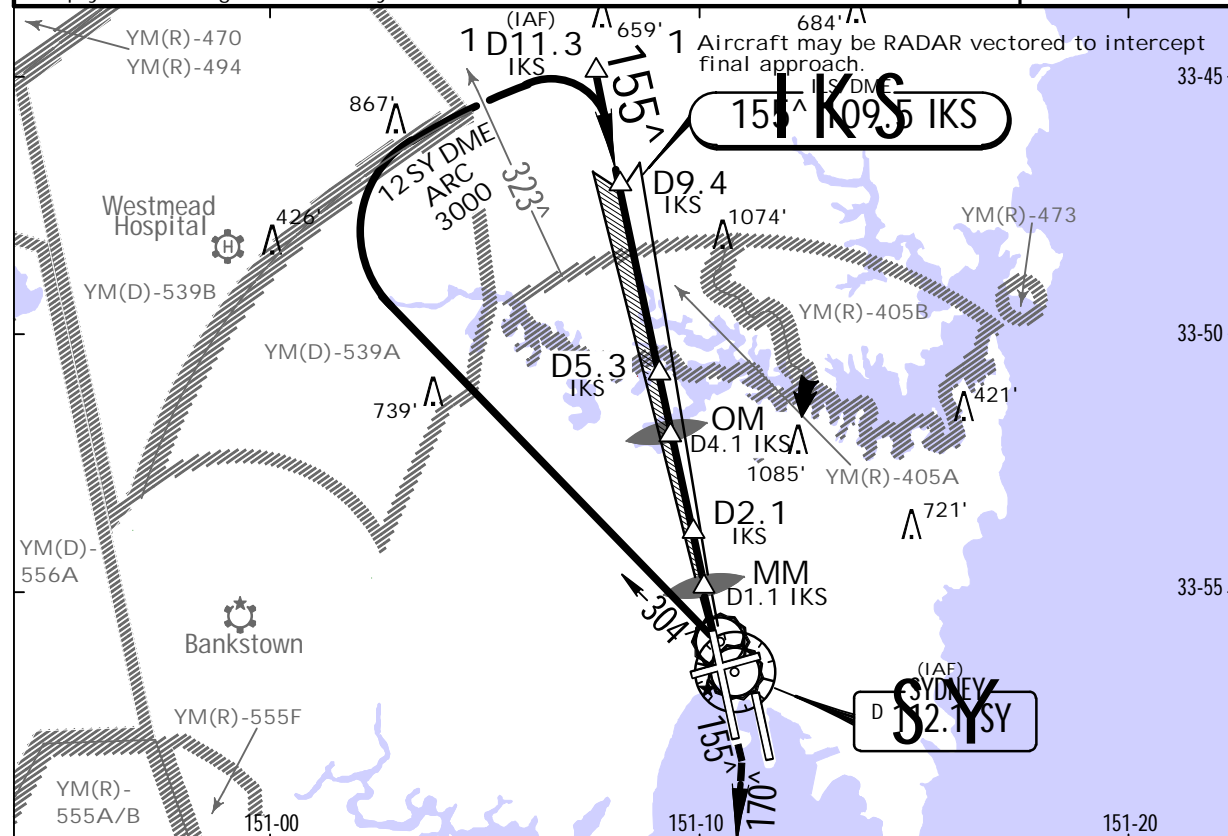 (IAF)
659'
684'
YM(R)-470
YM(R)-494
1 D11.3
IKS
1 Aircraft may be RADAR vectored to intercept
final approach.
33-45
155^
ILS DME
155^ 109.5 IKS
IKS
867'
12 SY DME
ARC
3000
323^
D9.4
IKS
Westmead
Hospital
H
426'
1074'
YM(R)-473
YM(D)-539B
YM(R)-405B
YM(D)-539A
33-50
D5.3
IKS
739'
421'
OM
D4.1 IKS
1085'
YM(R)-405A
721'
D2.1
IKS
YM(D)-
556A
MM
D1.1 IKS
33-55
304^
Bankstown
(IAF)
SYDNEY
D 112.1 SY
SY
YM(R)-555F
155^
170^
YM(R)-
555A/B
151-00
151-10
151-20